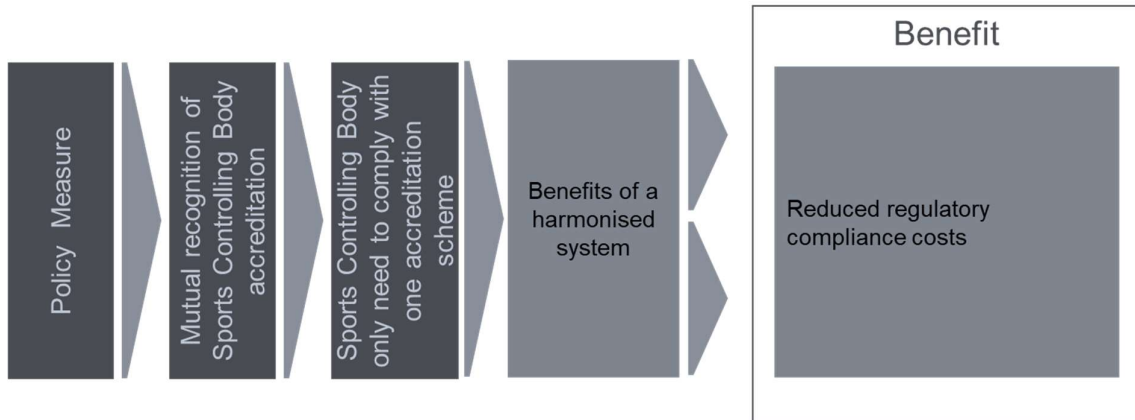 Policy Measure
Mutual recognition of
Sports Controlling Body
accreditation
Sports Controlling Body
only need to comply with
one accreditation
scheme
Benefits of a
harmonised
system
Benefit
Reduced regulatory
compliance costs